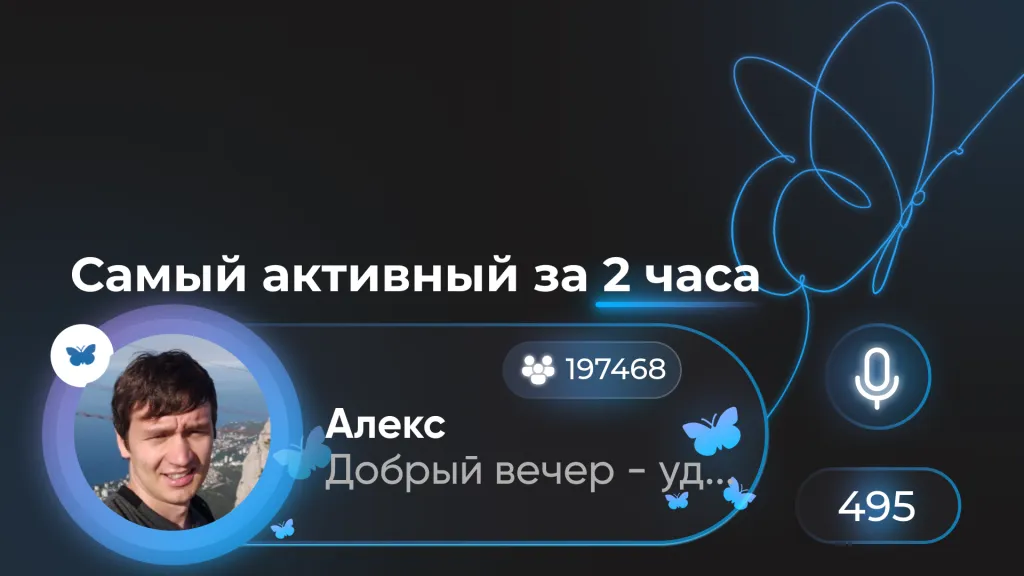 Самый активный за 2 часа
197468
Алекс
Добрый вечер - уд...
495